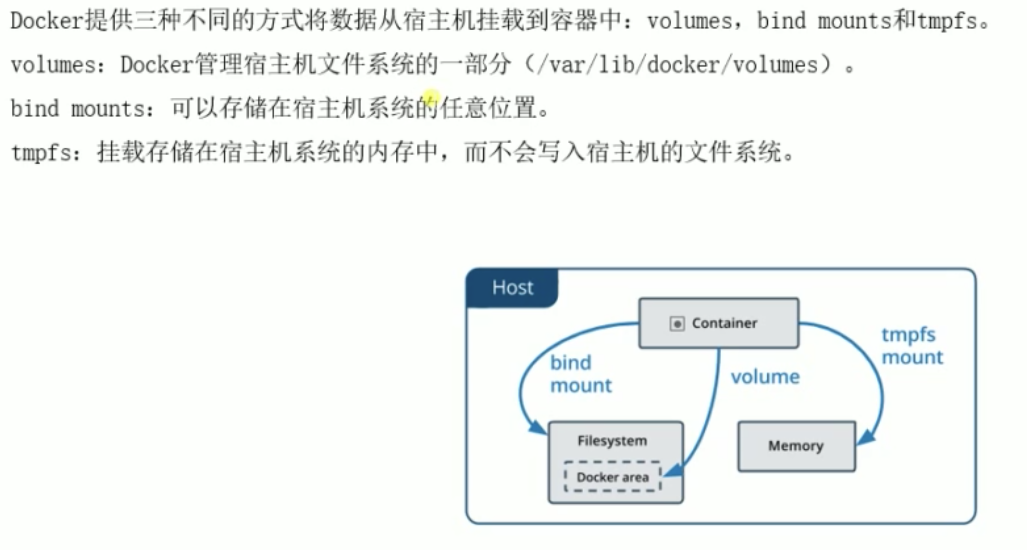 Docker提供三种不同的方式将数据从宿主机挂载到容器中：volumes，bind mounts和tmpfs。
volumes：Docker管理宿主机文件系统的一部分（/var/lib/docker/volumes）。
bind mounts：可以存储在宿主机系统的任意位置。
tmpfs：挂载存储在宿主机系统的内存中，而不会写入宿主机的文件系统。
Host
Container
bind
mount
volume
tmpfs
mount
Filesystem
Docker area
Memory